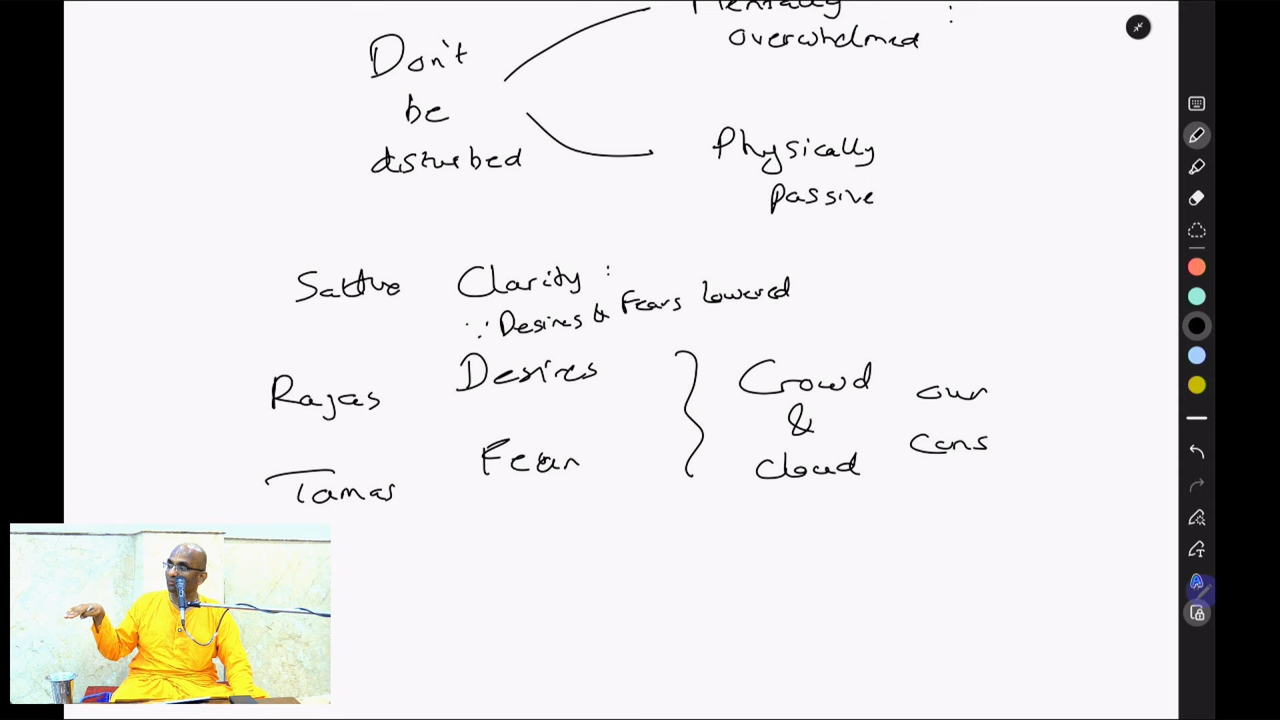 Mentally
overwhelmed
Don't
be
disturbed
Physically
passive
Sattva Clarity :
∵ Desires & Fears lowered
Rajas Desires
Crowd our
&
cloud cons
Fear
Tamas